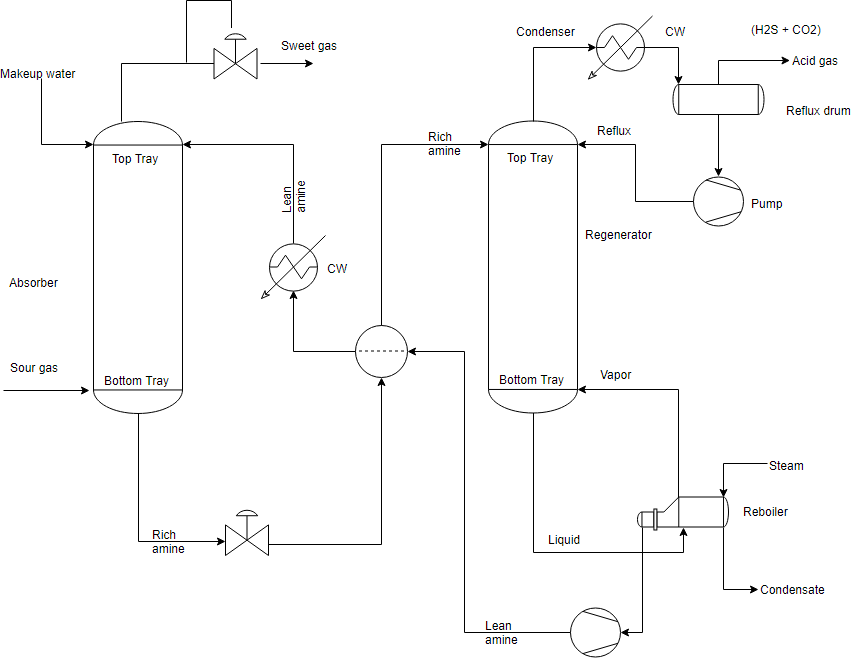 Condenser
CW
(H2S + CO2)
Sweet gas
Acid gas
Makeup water
Reflux drum
Rich
amine
Reflux
Top Tray
Top Tray
Lean
amine
Pump
Regenerator
CW
Absorber
Sour gas
Bottom Tray
Bottom Tray
Vapor
Steam
Reboiler
Rich
amine
Liquid
Condensate
Lean
amine